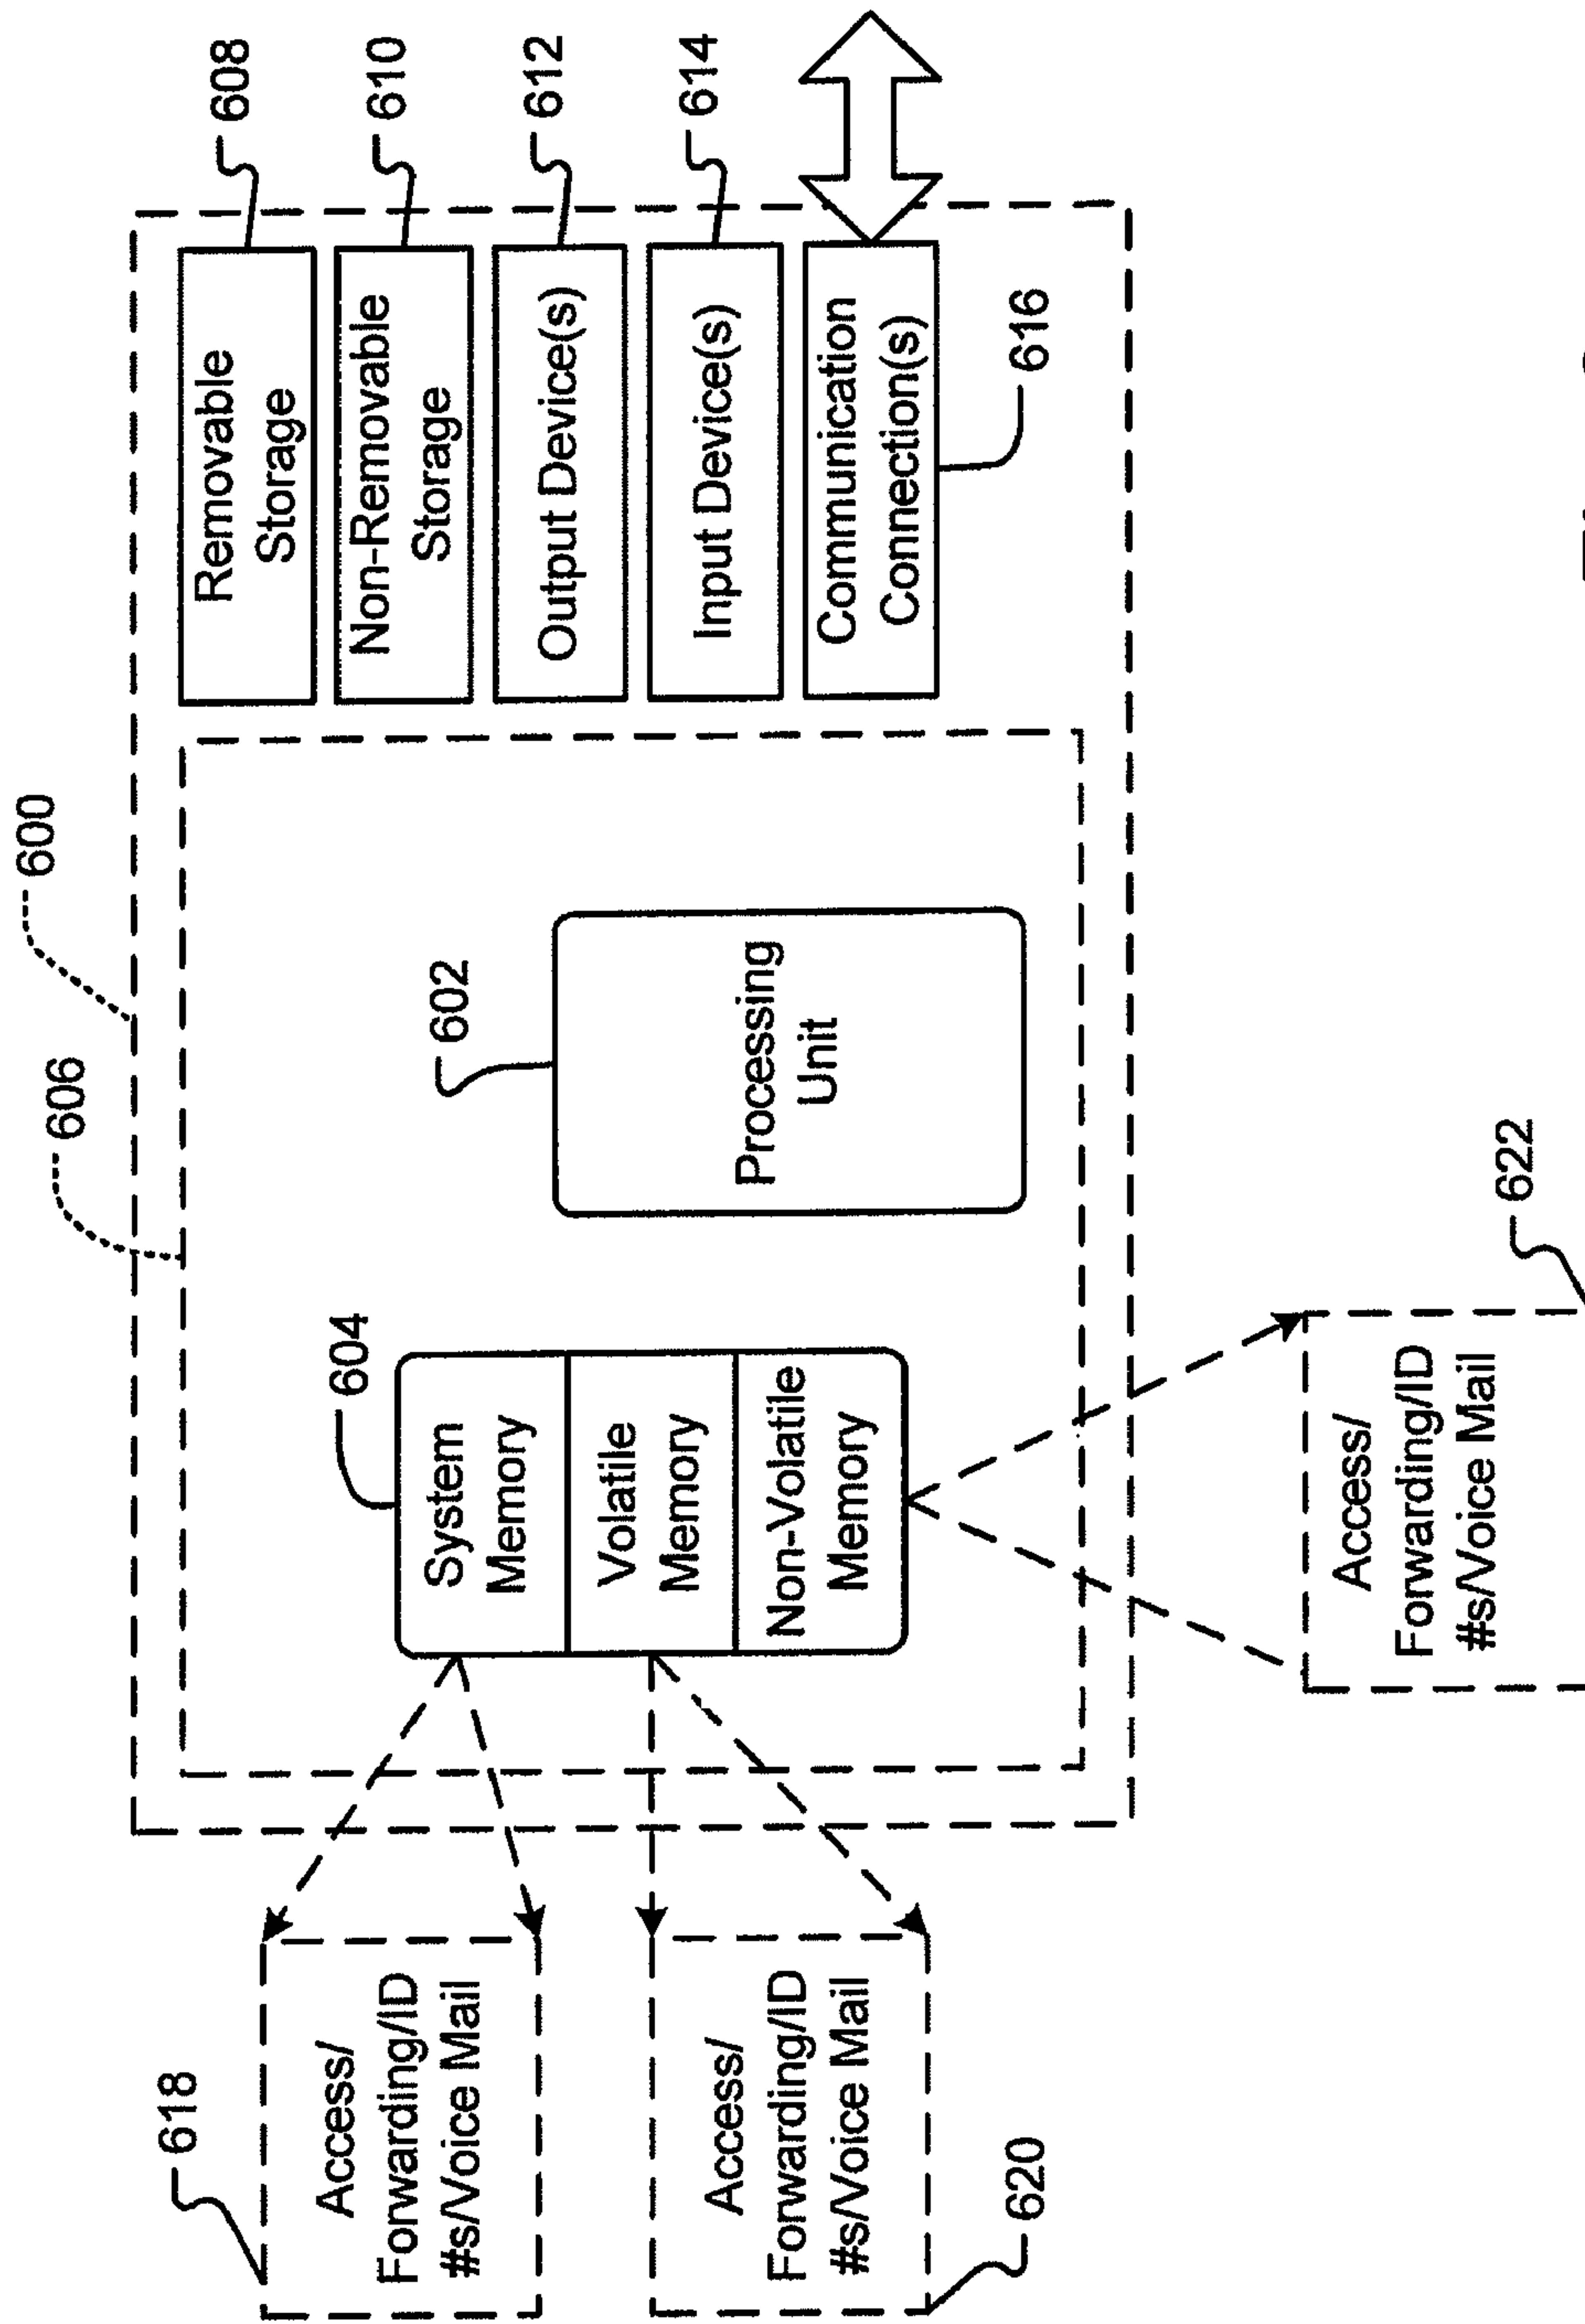 600
606
608
Removable
Storage
610
Non-Removable
Storage
612
Output Device(s)
614
Input Device(s)
Communication
Connection(s)
616
602
Processing
Unit
604
System
Memory
Volatile
Memory
Non-Volatile
Memory
618
Access/
Forwarding/ID
#s/Voice Mail
620
Access/
Forwarding/ID
#s/Voice Mail
622
Access/
Forwarding/ID
#s/Voice Mail